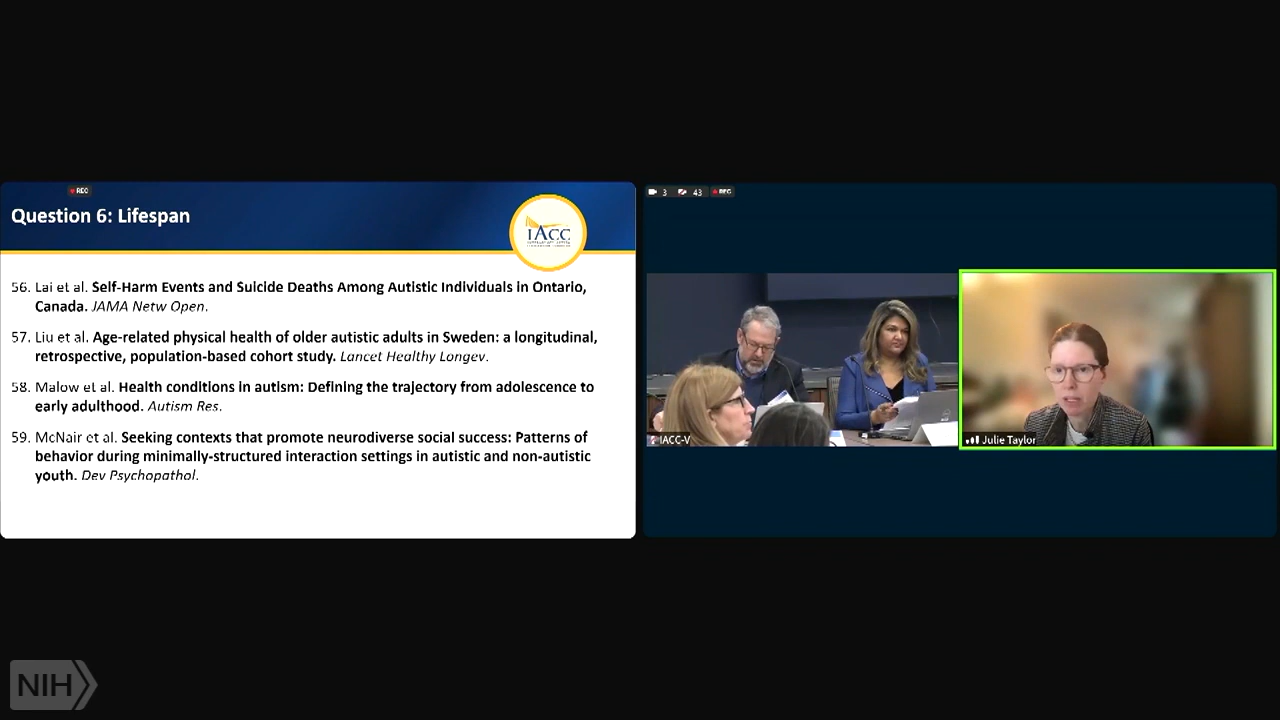 REC
Question 6: Lifespan
IACC
56. Lai et al. Self-Harm Events and Suicide Deaths Among Autistic Individuals in Ontario,
Canada. JAMA Netw Open.
57. Liu et al. Age-related physical health of older autistic adults in Sweden: a longitudinal,
retrospective, population-based cohort study. Lancet Healthy Longev.
58. Malow et al. Health conditions in autism: Defining the trajectory from adolescence to
early adulthood. Autism Res.
59. McNair et al. Seeking contexts that promote neurodiverse social success: Patterns of
behavior during minimally-structured interaction settings in autistic and non-autistic
youth. Dev Psychopathol.
3 43 REC
IACC-V
Julie Taylor
NIH